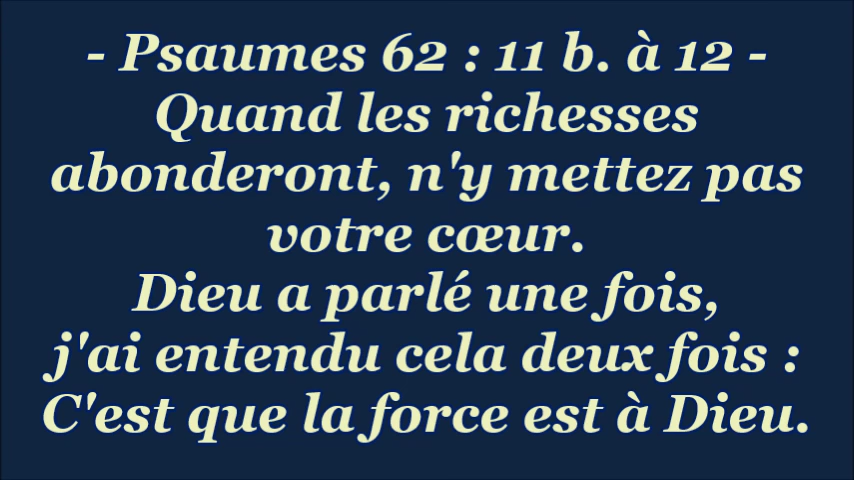 - Psaumes 62 : 11 b. à 12 -
Quand les richesses
abonderont, n'y mettez pas
votre cœur.
Dieu a parlé une fois,
j'ai entendu cela deux fois :
C'est que la force est à Dieu.